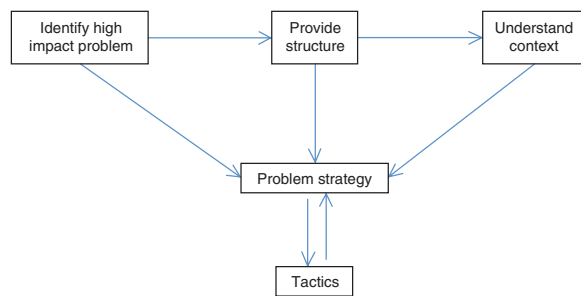 Identify high
impact problem
Provide
structure
Understand
context
Problem strategy
Tactics